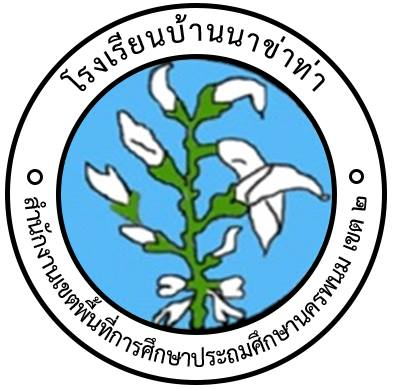 โรงเรียนบ้านนาข่าท่า
สำนักงานเขตพื้นที่การศึกษาประถมศึกษานครพนม เขต ๒